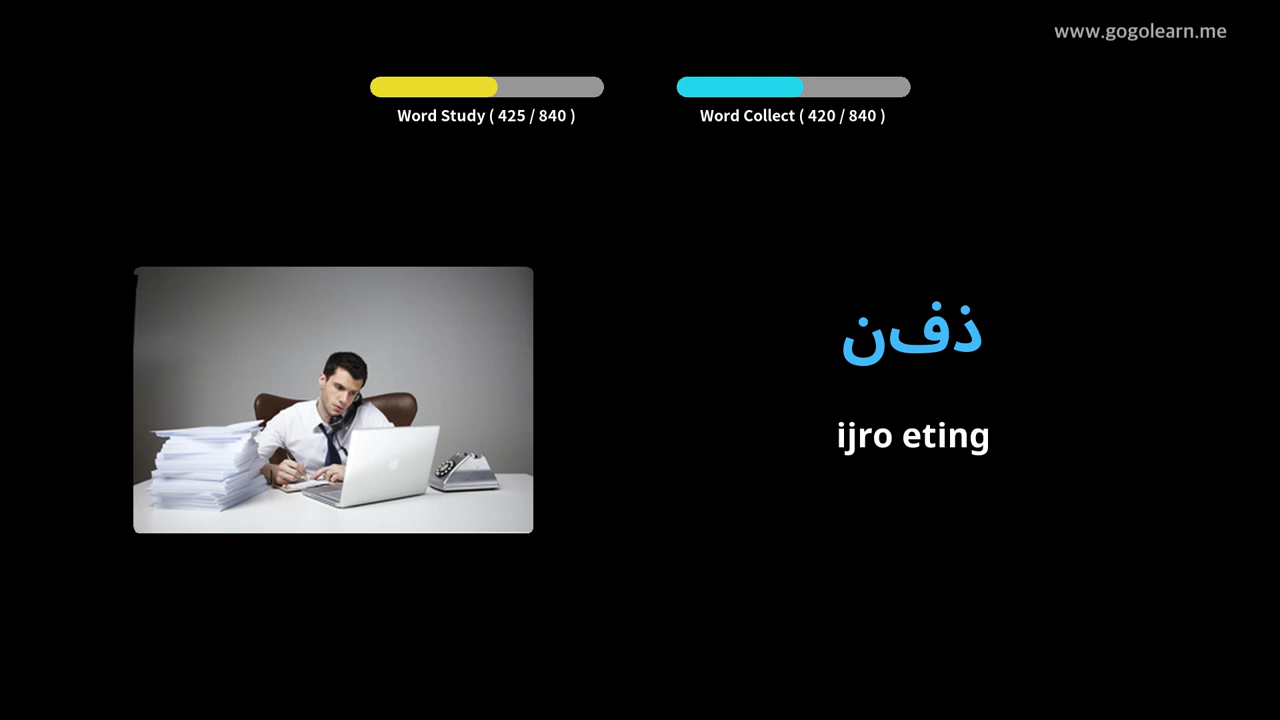 www.gogolearn.me
Word Study ( 425 / 840 )
Word Collect ( 420 / 840 )
ذفن
ijro eting